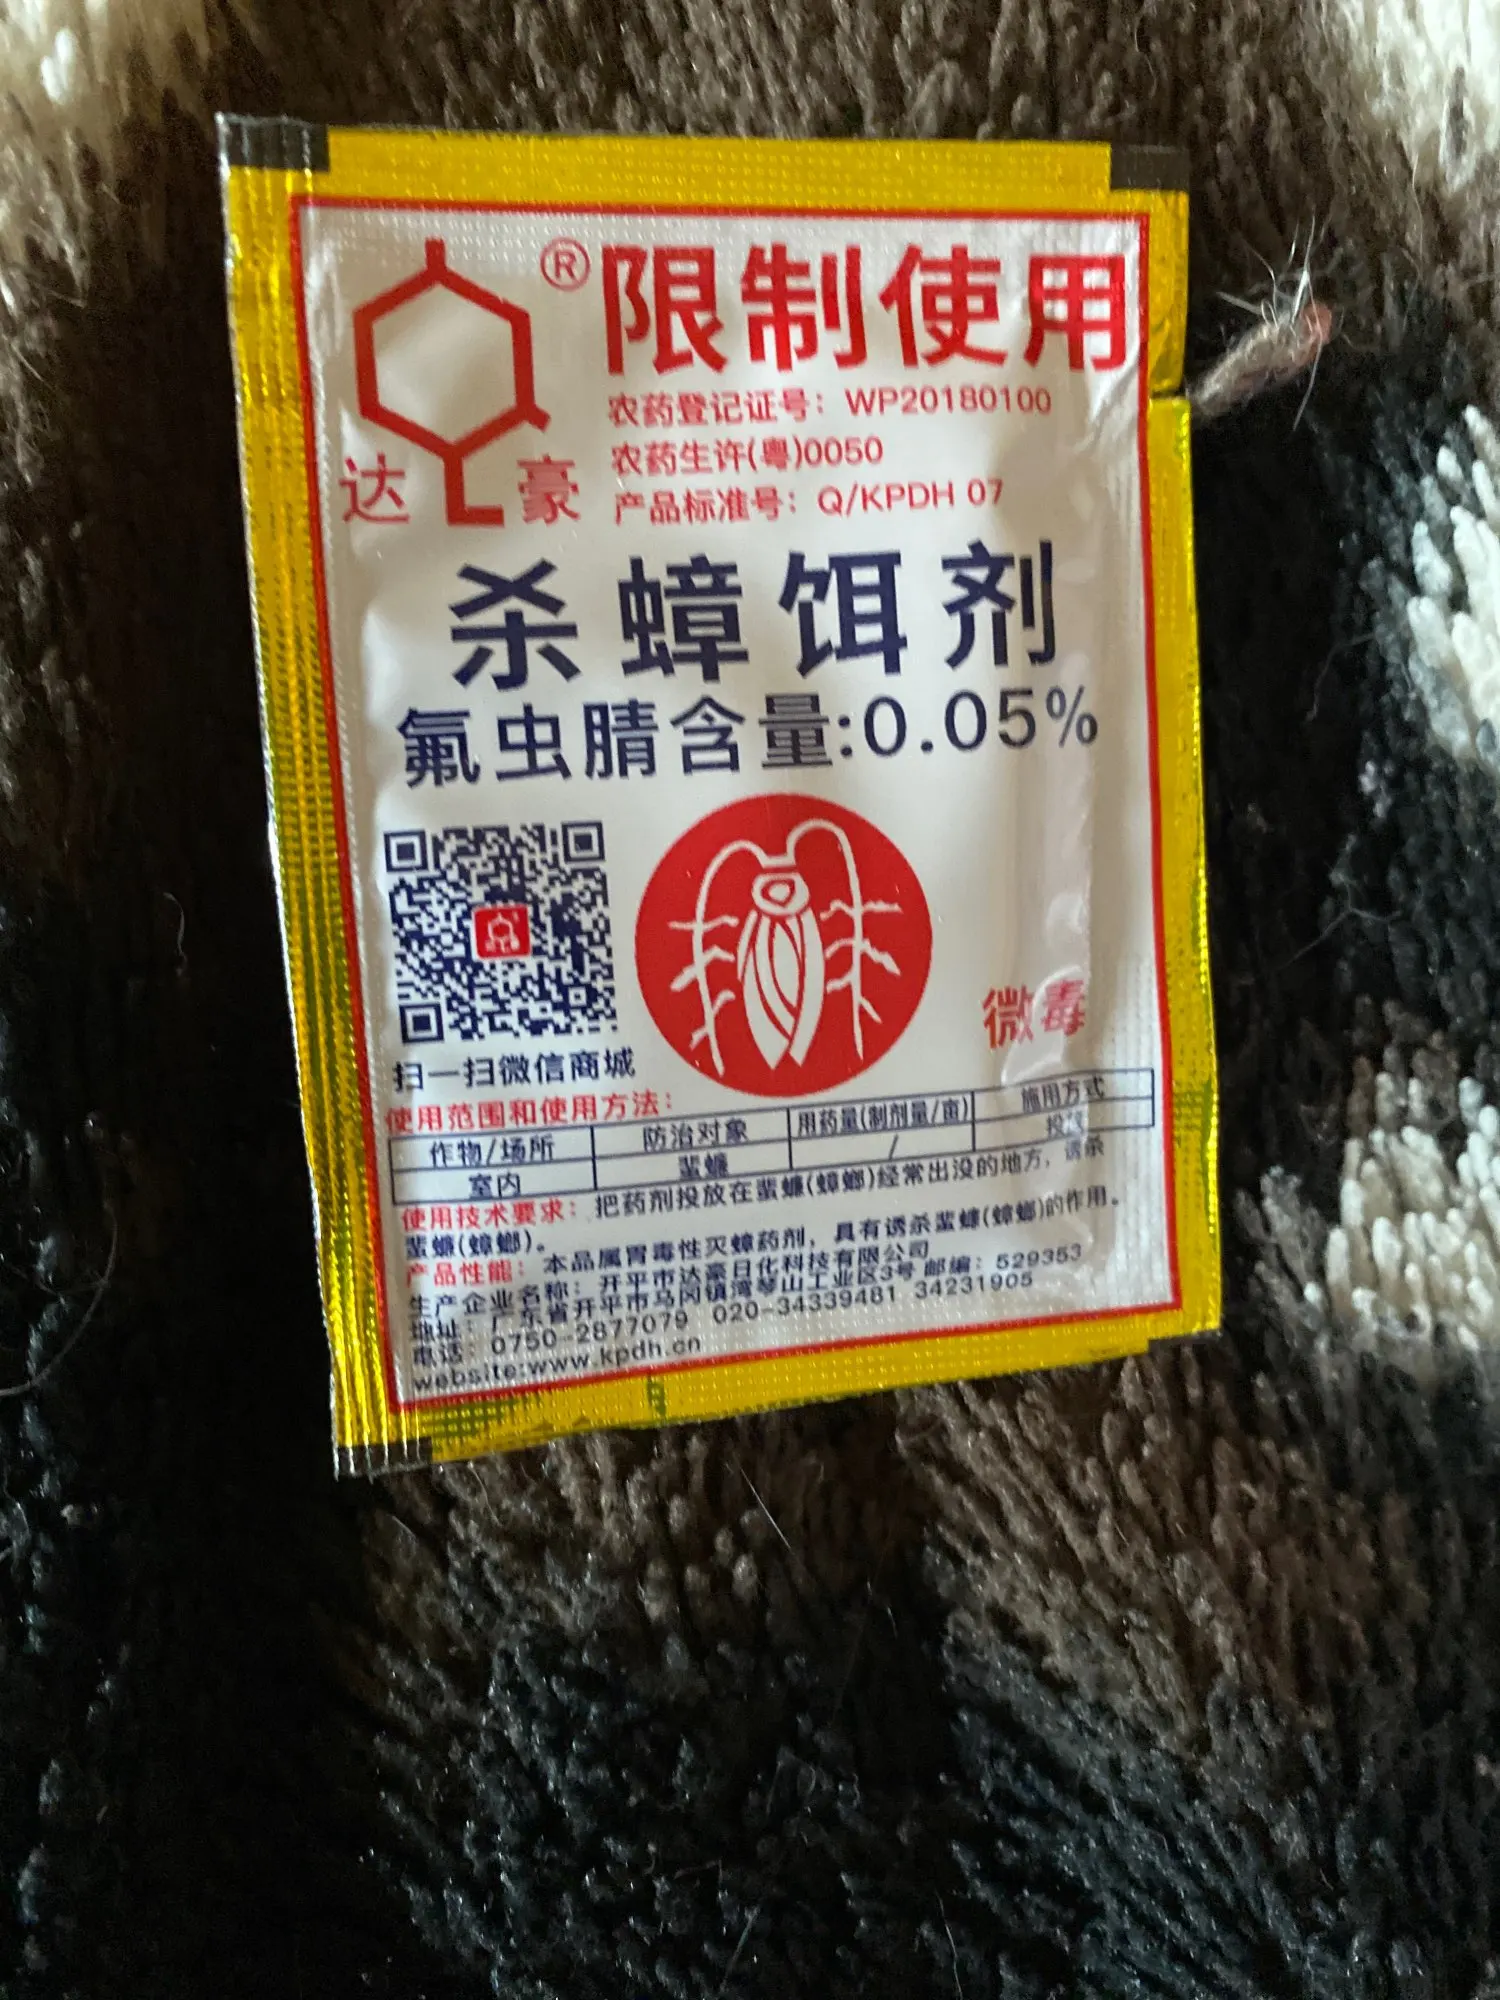 ® 限制使用
农药登记证号：WP20180100
农药生许(粤)0050
产品标准号：Q/KPDH 07
达豪
杀蟑饵剂
氟虫腈含量:0.05%
微毒
扫一扫微信商城
使用范围和使用方法：
作物/场所 防治对象 用药量(制剂量/亩) 施用方式
室内 蜚蠊 / 投放
使用技术要求：把药剂投放在蜚蠊(蟑螂)经常出没的地方，诱杀
蜚蠊(蟑螂)。
产品性能：本品属胃毒性灭蟑药剂，具有诱杀蜚蠊(蟑螂)的作用。
生产企业名称：开平市达豪日化科技有限公司
地址：广东省开平市马冈镇湾琴山工业区3号 邮编：529353
电话：0750-2877079 020-34339481 34231905
website:www.kpdh.cn